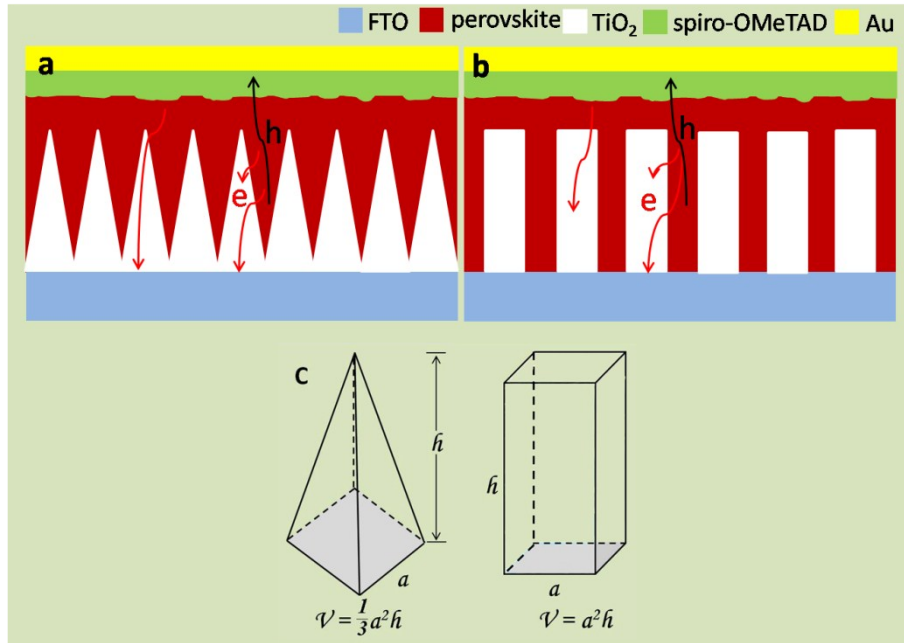 FTO perovskite TiO₂ spiro-OMeTAD Au
a
h
e
b
h
e
c
h
a
V = 1/3 a²h
h
a
V = a²h